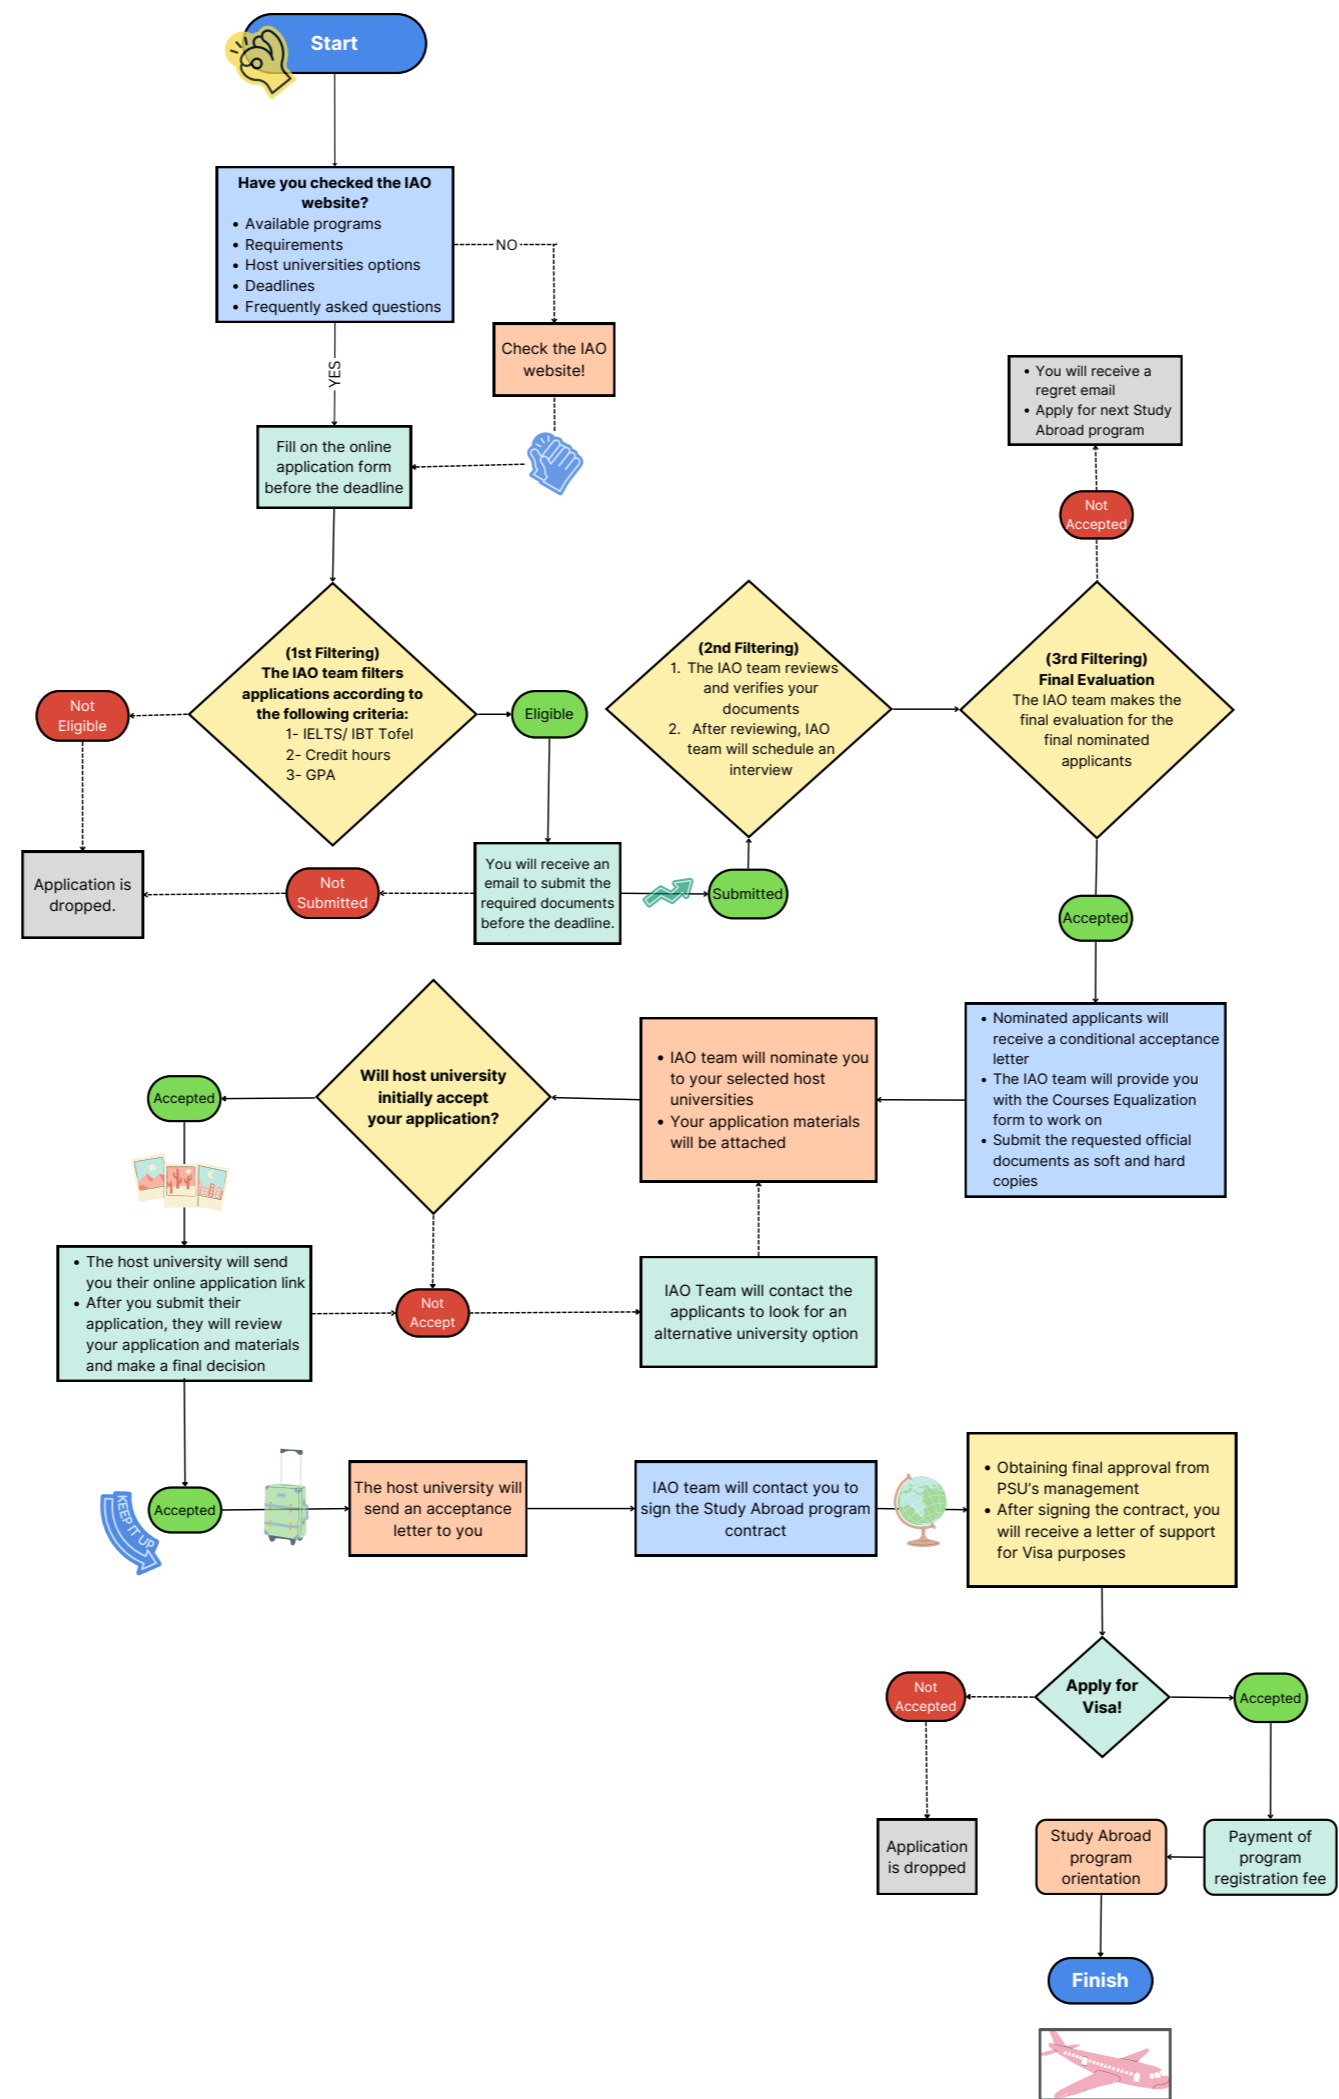 Start
Have you checked the IAO
website?
• Available programs
• Requirements
• Host universities options
• Deadlines
• Frequently asked questions
NO
Check the IAO
website!
YES
Fill on the online
application form
before the deadline
• You will receive a
regret email
• Apply for next Study
Abroad program
Not
Accepted
(1st Filtering)
The IAO team filters
applications according to
the following criteria:
1- IELTS/ IBT Tofel
2- Credit hours
3- GPA
Not
Eligible
Eligible
(2nd Filtering)
1. The IAO team reviews
and verifies your
documents
2. After reviewing, IAO
team will schedule an
interview
(3rd Filtering)
Final Evaluation
The IAO team makes the
final evaluation for the
final nominated
applicants
Application is
dropped.
Not
Submitted
You will receive an
email to submit the
required documents
before the deadline.
Submitted
Accepted
• Nominated applicants will
receive a conditional acceptance
letter
• The IAO team will provide you
with the Courses Equalization
form to work on
• Submit the requested official
documents as soft and hard
copies
• IAO team will nominate you
to your selected host
universities
• Your application materials
will be attached
Will host university
initially accept
your application?
Accepted
• The host university will send
you their online application link
• After you submit their
application, they will review
your application and materials
and make a final decision
Not
Accept
IAO Team will contact the
applicants to look for an
alternative university option
KEEP IT UP
Accepted
The host university will
send an acceptance
letter to you
IAO team will contact you to
sign the Study Abroad program
contract
• Obtaining final approval from
PSU's management
• After signing the contract, you
will receive a letter of support
for Visa purposes
Apply for
Visa!
Not
Accepted
Accepted
Application
is dropped
Study Abroad
program
orientation
Payment of
program
registration fee
Finish